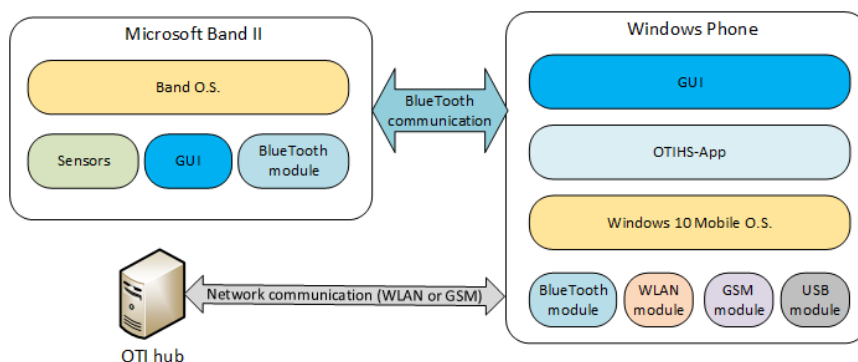 Microsoft Band II
Band O.S.
Sensors
GUI
BlueTooth
module
BlueTooth
communication
Windows Phone
GUI
OTIHS-App
Windows 10 Mobile O.S.
BlueTooth
module
WLAN
module
GSM
module
USB
module
Network communication (WLAN or GSM)
OTI hub